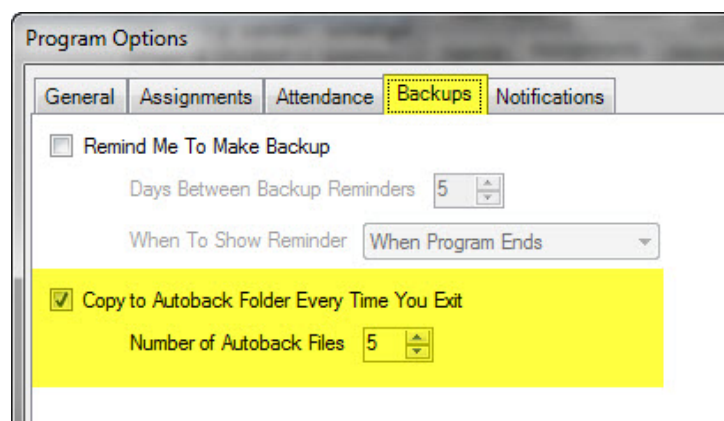 Program Options
General Assignments Attendance Backups Notifications
Remind Me To Make Backup
Days Between Backup Reminders 5
When To Show Reminder When Program Ends
Copy to Autoback Folder Every Time You Exit
Number of Autoback Files 5